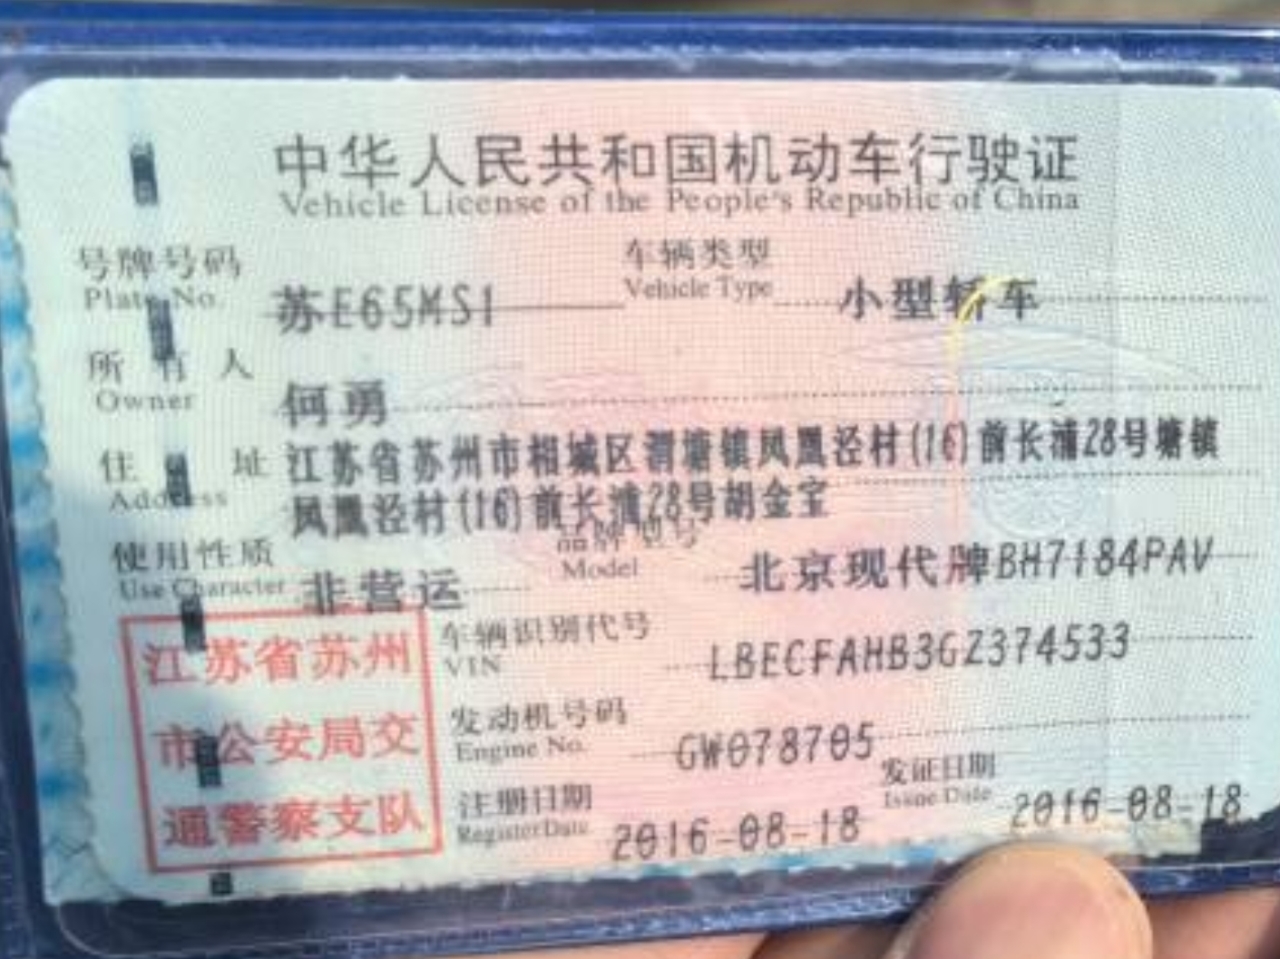 中华人民共和国机动车行驶证
Vehicle License of the People's Republic of China
号牌号码
Plate No.
苏E65MS1
车辆类型
Vehicle Type
小型轿车
所有人
Owner
何勇
住址
Address
江苏省苏州市相城区渭塘镇凤凰泾村(16)前长浦28号塘镇
凤凰泾村(16)前长浦28号胡金宝
使用性质
Use Character
非营运
品牌型号
Model
北京现代牌BH7184PAV
江苏省苏州
市公安局交
通警察支队
车辆识别代号
VIN
LBECFAHB3GZ374533
发动机号码
Engine No.
GW078705
注册日期
Register Date
2016-08-18
发证日期
Issue Date
2016-08-18